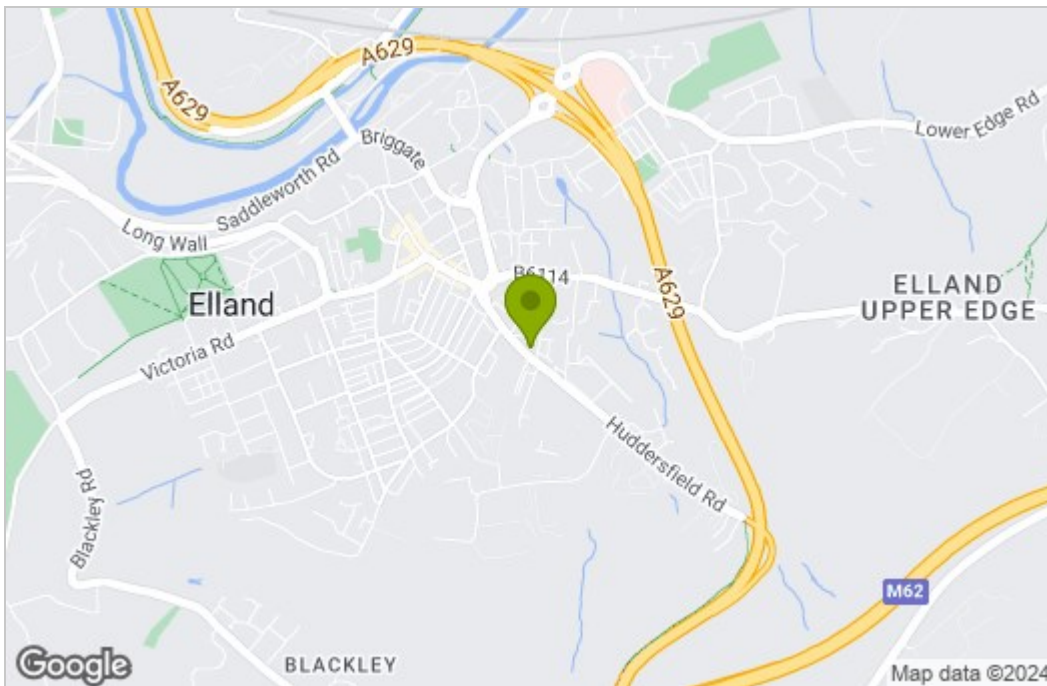 A629
A629
Briggate
Lower Edge Rd
Saddleworth Rd
Long Wall
B6114
A629
ELLAND
UPPER EDGE
Elland
Victoria Rd
Huddersfield Rd
Blackley Rd
M62
BLACKLEY
Google
Map data ©2024